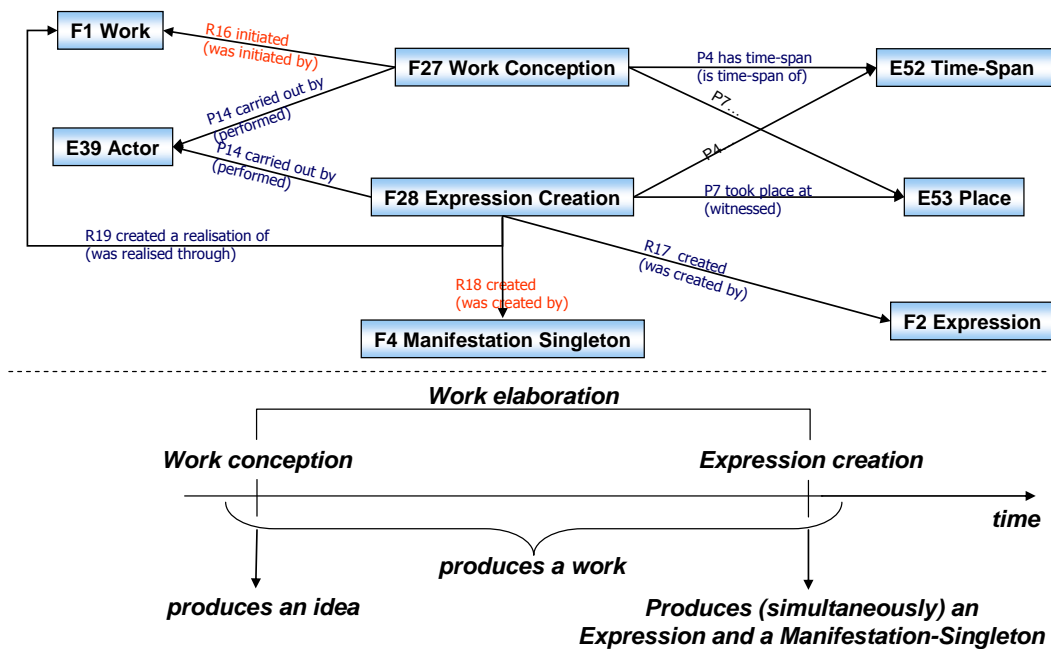 F1 Work
R16 initiated
(was initiated by)
F27 Work Conception
P4 has time-span
(is time-span of)
E52 Time-Span
P14 carried out by
(performed)
P7...
E39 Actor
P14 carried out by
(performed)
P4...
F28 Expression Creation
P7 took place at
(witnessed)
E53 Place
R19 created a realisation of
(was realised through)
R17 created
(was created by)
R18 created
(was created by)
F2 Expression
F4 Manifestation Singleton
Work elaboration
Work conception
Expression creation
time
produces a work
produces an idea
Produces (simultaneously) an
Expression and a Manifestation-Singleton